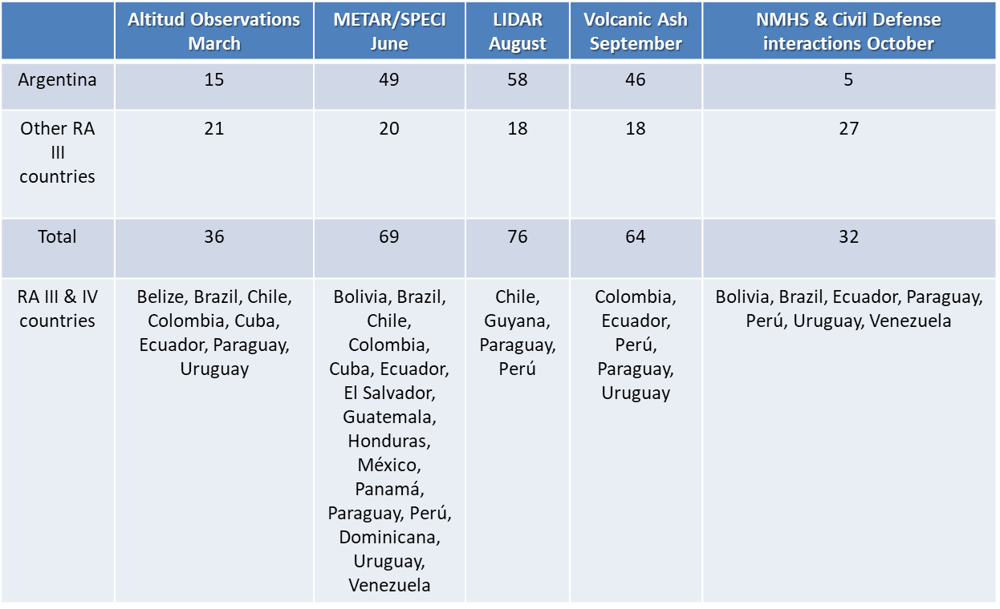 Altitud Observations
March
METAR/SPECI
June
LIDAR
August
Volcanic Ash
September
NMHS & Civil Defense
interactions October
Argentina
15
49
58
46
5
Other RA
III
countries
21
20
18
18
27
Total
36
69
76
64
32
RA III & IV
countries
Belize, Brazil, Chile,
Colombia, Cuba,
Ecuador, Paraguay,
Uruguay
Bolivia, Brazil,
Chile,
Colombia,
Cuba, Ecuador,
El Salvador,
Guatemala,
Honduras,
México,
Panamá,
Paraguay, Perú,
Dominicana,
Uruguay,
Venezuela
Chile,
Guyana,
Paraguay,
Perú
Colombia,
Ecuador,
Perú,
Paraguay,
Uruguay
Bolivia, Brazil, Ecuador, Paraguay,
Perú, Uruguay, Venezuela